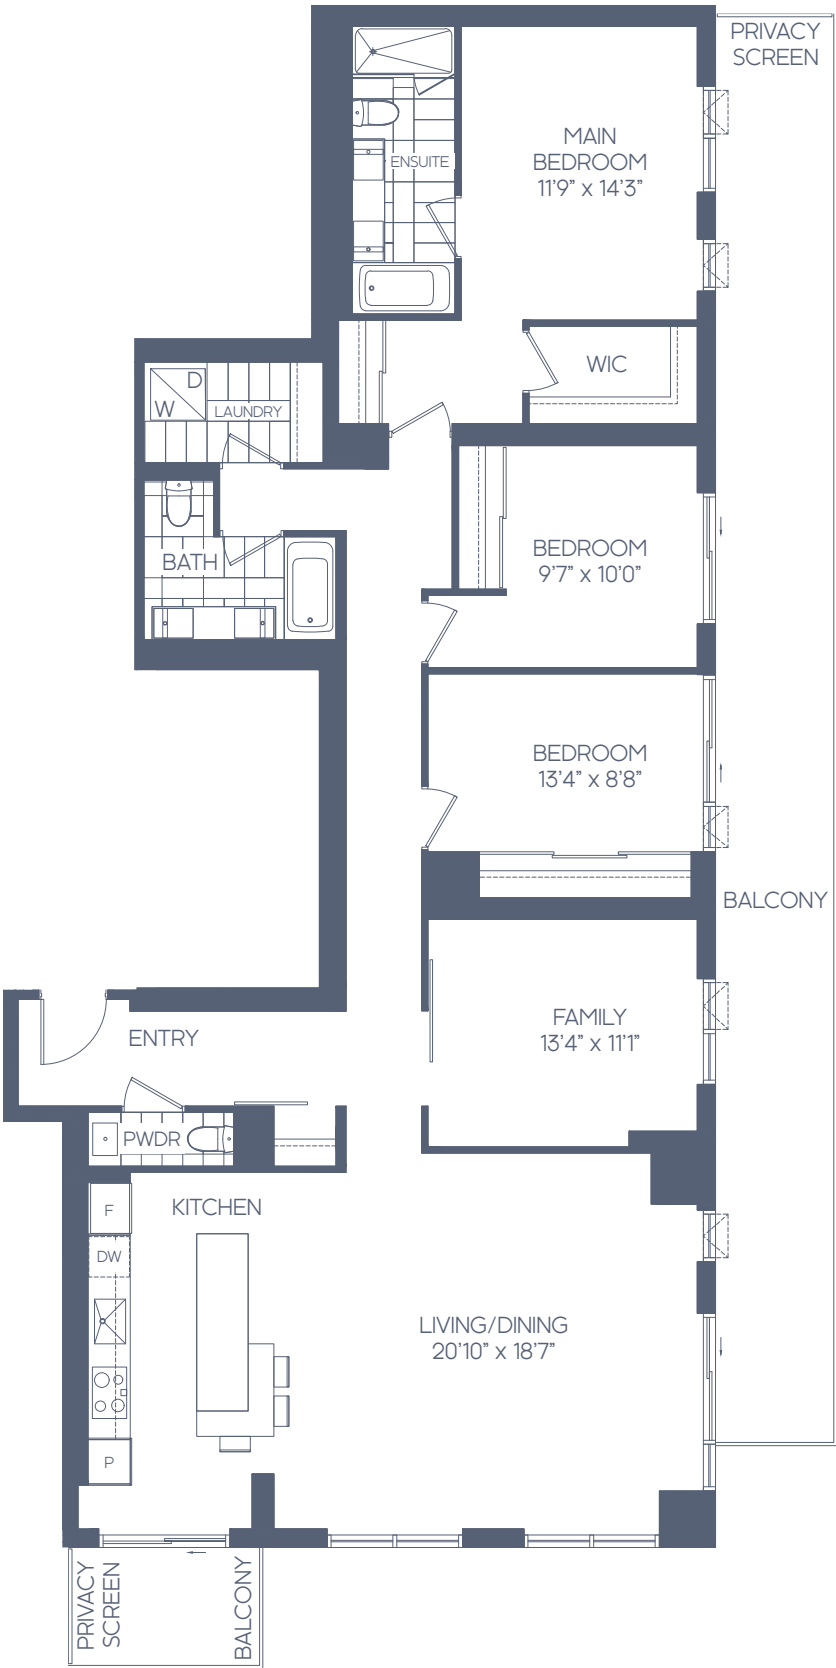 PRIVACY
SCREEN
MAIN
BEDROOM
11'9" x 14'3"
ENSUITE
WIC
D
W
LAUNDRY
BATH
BEDROOM
9'7" x 10'0"
BEDROOM
13'4" x 8'8"
BALCONY
FAMILY
13'4" x 11'1"
ENTRY
PWDR
KITCHEN
F
DW
LIVING/DINING
20'10" x 18'7"
P
PRIVACY
SCREEN
BALCONY